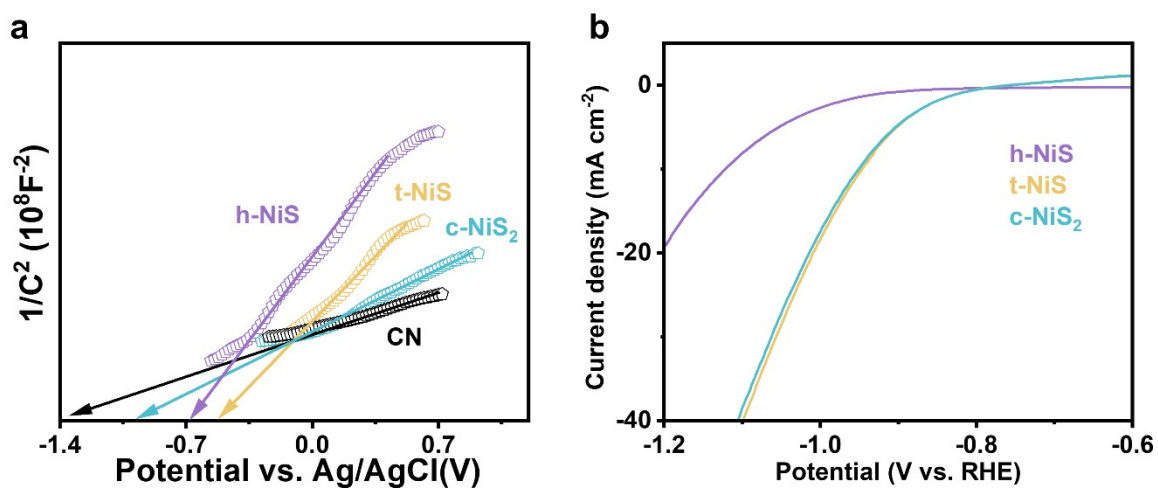 a
1/C² (10⁸F⁻²)
h-NiS
t-NiS
c-NiS₂
CN
-1.4 -0.7 0.0 0.7
Potential vs. Ag/AgCl(V)
b
Current density (mA cm⁻²)
0
-20
-40
h-NiS
t-NiS
c-NiS₂
-1.2 -1.0 -0.8 -0.6
Potential (V vs. RHE)